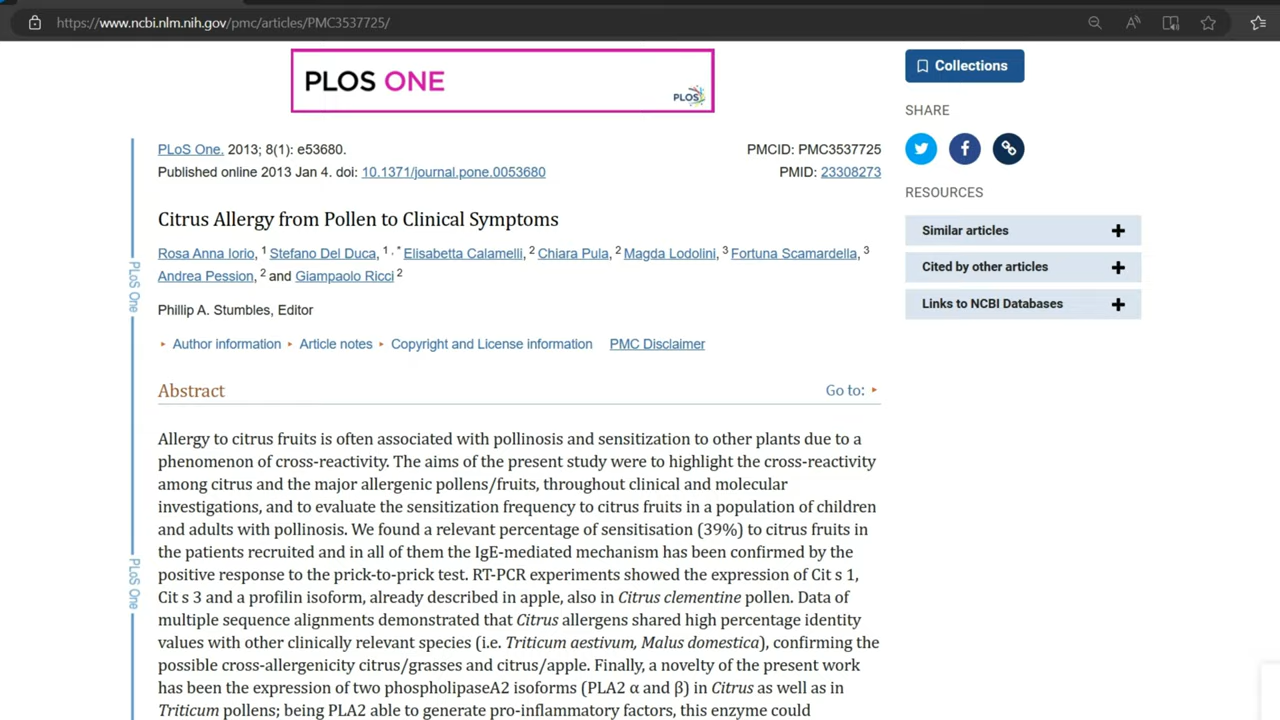 https://www.ncbi.nlm.nih.gov/pmc/articles/PMC3537725/
PLOS ONE
PLOS
Collections
SHARE
RESOURCES
Similar articles
Cited by other articles
Links to NCBI Databases
PLoS One. 2013; 8(1): e53680.
PMCID: PMC3537725
Published online 2013 Jan 4. doi: 10.1371/journal.pone.0053680
PMID: 23308273
Citrus Allergy from Pollen to Clinical Symptoms
Rosa Anna Iorio, 1 Stefano Del Duca, 1 , * Elisabetta Calamelli, 2 Chiara Pula, 2 Magda Lodolini, 3 Fortuna Scamardella, 3
Andrea Pession, 2 and Giampaolo Ricci 2
Phillip A. Stumbles, Editor
Author information Article notes Copyright and License information PMC Disclaimer
Abstract
Go to:
Allergy to citrus fruits is often associated with pollinosis and sensitization to other plants due to a
phenomenon of cross-reactivity. The aims of the present study were to highlight the cross-reactivity
among citrus and the major allergenic pollens/fruits, throughout clinical and molecular
investigations, and to evaluate the sensitization frequency to citrus fruits in a population of children
and adults with pollinosis. We found a relevant percentage of sensitisation (39%) to citrus fruits in
the patients recruited and in all of them the IgE-mediated mechanism has been confirmed by the
positive response to the prick-to-prick test. RT-PCR experiments showed the expression of Cit s 1,
Cit s 3 and a profilin isoform, already described in apple, also in Citrus clementine pollen. Data of
multiple sequence alignments demonstrated that Citrus allergens shared high percentage identity
values with other clinically relevant species (i.e. Triticum aestivum, Malus domestica), confirming the
possible cross-allergenicity citrus/grasses and citrus/apple. Finally, a novelty of the present work
has been the expression of two phospholipaseA2 isoforms (PLA2 α and β) in Citrus as well as in
Triticum pollens; being PLA2 able to generate pro-inflammatory factors, this enzyme could
PLoS One
PLoS One